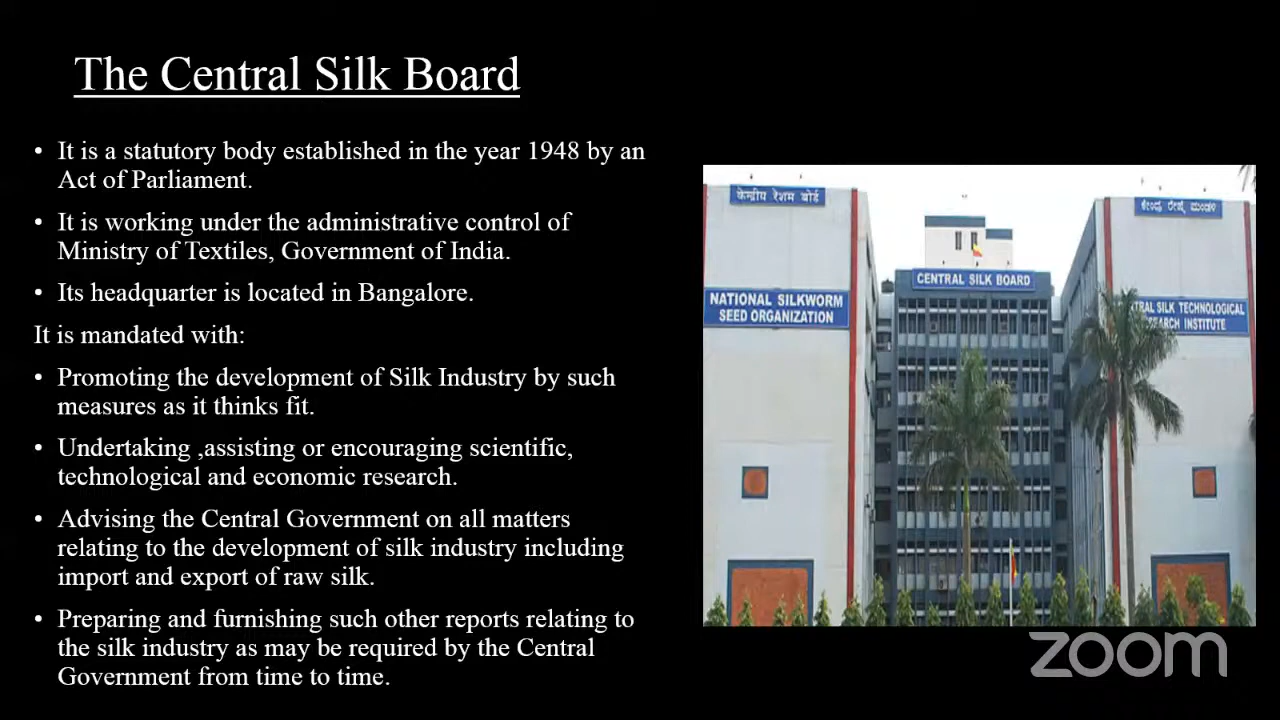 The Central Silk Board
• It is a statutory body established in the year 1948 by an
Act of Parliament.
• It is working under the administrative control of
Ministry of Textiles, Government of India.
• Its headquarter is located in Bangalore.
It is mandated with:
• Promoting the development of Silk Industry by such
measures as it thinks fit.
• Undertaking ,assisting or encouraging scientific,
technological and economic research.
• Advising the Central Government on all matters
relating to the development of silk industry including
import and export of raw silk.
• Preparing and furnishing such other reports relating to
the silk industry as may be required by the Central
Government from time to time.
केन्द्रीय रेशम बोर्ड
ಕೇಂದ್ರ ರೇಷ್ಮೆ ಮಂಡಳಿ
CENTRAL SILK BOARD
NATIONAL SILKWORM
SEED ORGANIZATION
SILK TECHNOLOGICAL
INSTITUTE
zoom